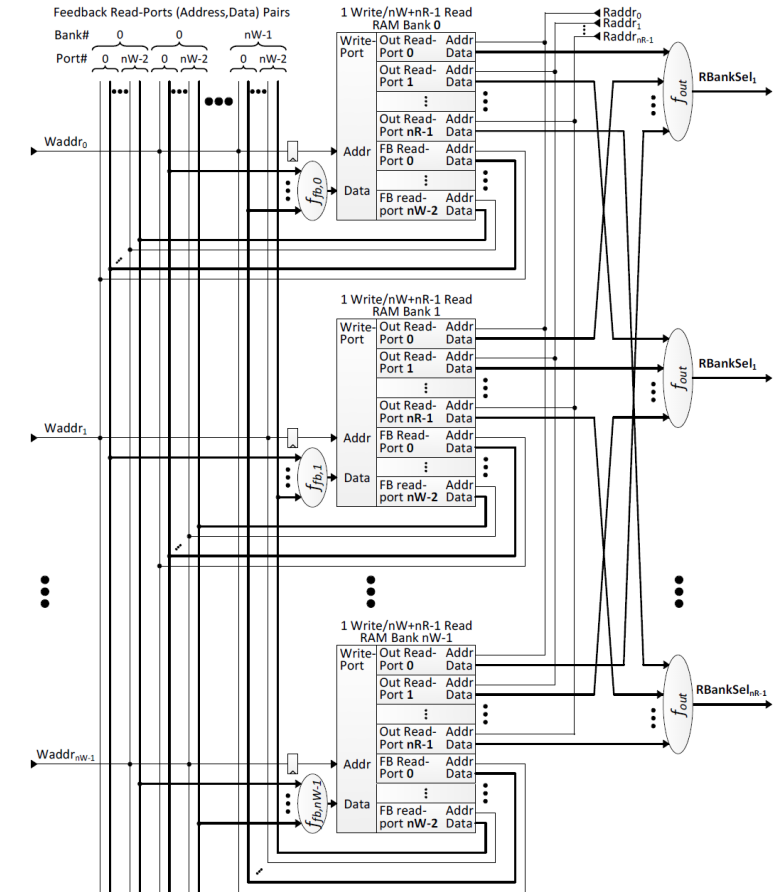 Feedback Read-Ports (Address,Data) Pairs
Bank# 0 0 nW-1
Port# 0 nW-2 0 nW-2 0 nW-2
1 Write/nW+nR-1 Read
RAM Bank 0
Write-Port
Out Read-Port 0 Addr Data
Out Read-Port 1 Addr Data
Out Read-Port nR-1 Addr Data
FB Read-Port 0 Addr Data
FB read-port nW-2 Addr Data
Addr
Data
Raddr0
Raddr1
RaddrnR-1
Waddr0
ffb,0
fout
RBankSel1
1 Write/nW+nR-1 Read
RAM Bank 1
Write-Port
Out Read-Port 0 Addr Data
Out Read-Port 1 Addr Data
Out Read-Port nR-1 Addr Data
FB Read-Port 0 Addr Data
FB read-port nW-2 Addr Data
Addr
Data
Waddr1
ffb,1
fout
RBankSel1
1 Write/nW+nR-1 Read
RAM Bank nW-1
Write-Port
Out Read-Port 0 Addr Data
Out Read-Port 1 Addr Data
Out Read-Port nR-1 Addr Data
FB Read-Port 0 Addr Data
FB read-port nW-2 Addr Data
Addr
Data
WaddrnW-1
ffb,nW-1
fout
RBankSelnR-1